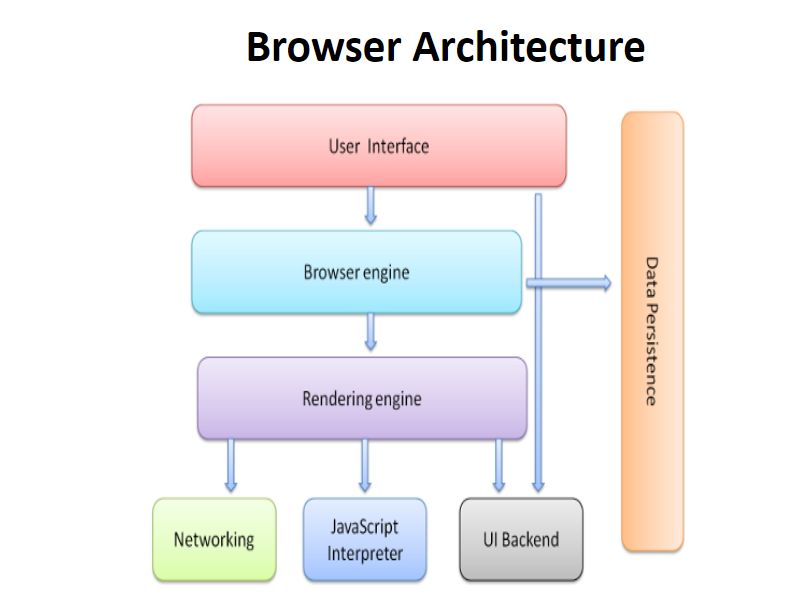 Browser Architecture
User Interface
Browser engine
Data Persistence
Rendering engine
Networking
JavaScript
Interpreter
UI Backend